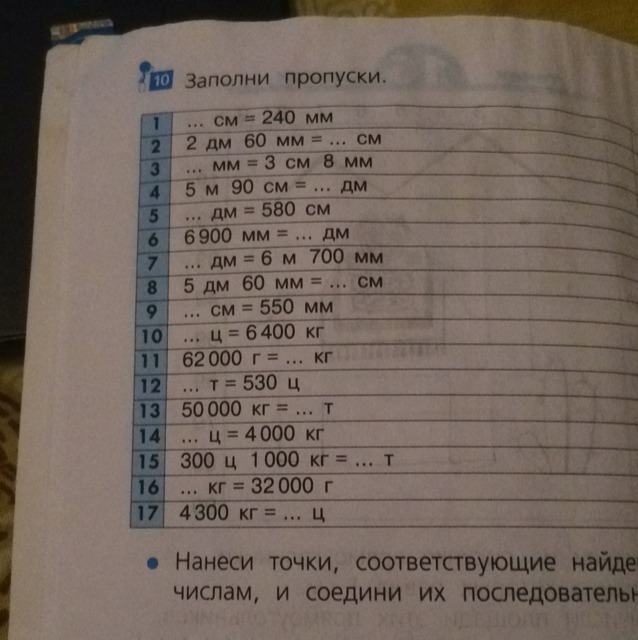 10 Заполни пропуски.
1 ... см = 240 мм
2 2 дм 60 мм = ... см
3 ... мм = 3 см 8 мм
4 5 м 90 см = ... дм
5 ... дм = 580 см
6 6 900 мм = ... дм
7 ... дм = 6 м 700 мм
8 5 дм 60 мм = ... см
9 ... см = 550 мм
10 ... ц = 6 400 кг
11 62 000 г = ... кг
12 ... т = 530 ц
13 50 000 кг = ... т
14 ... ц = 4 000 кг
15 300 ц 1 000 кг = ... т
16 ... кг = 32 000 г
17 4 300 кг = ... ц
• Нанеси точки, соответствующие найде
числам, и соедини их последовательн